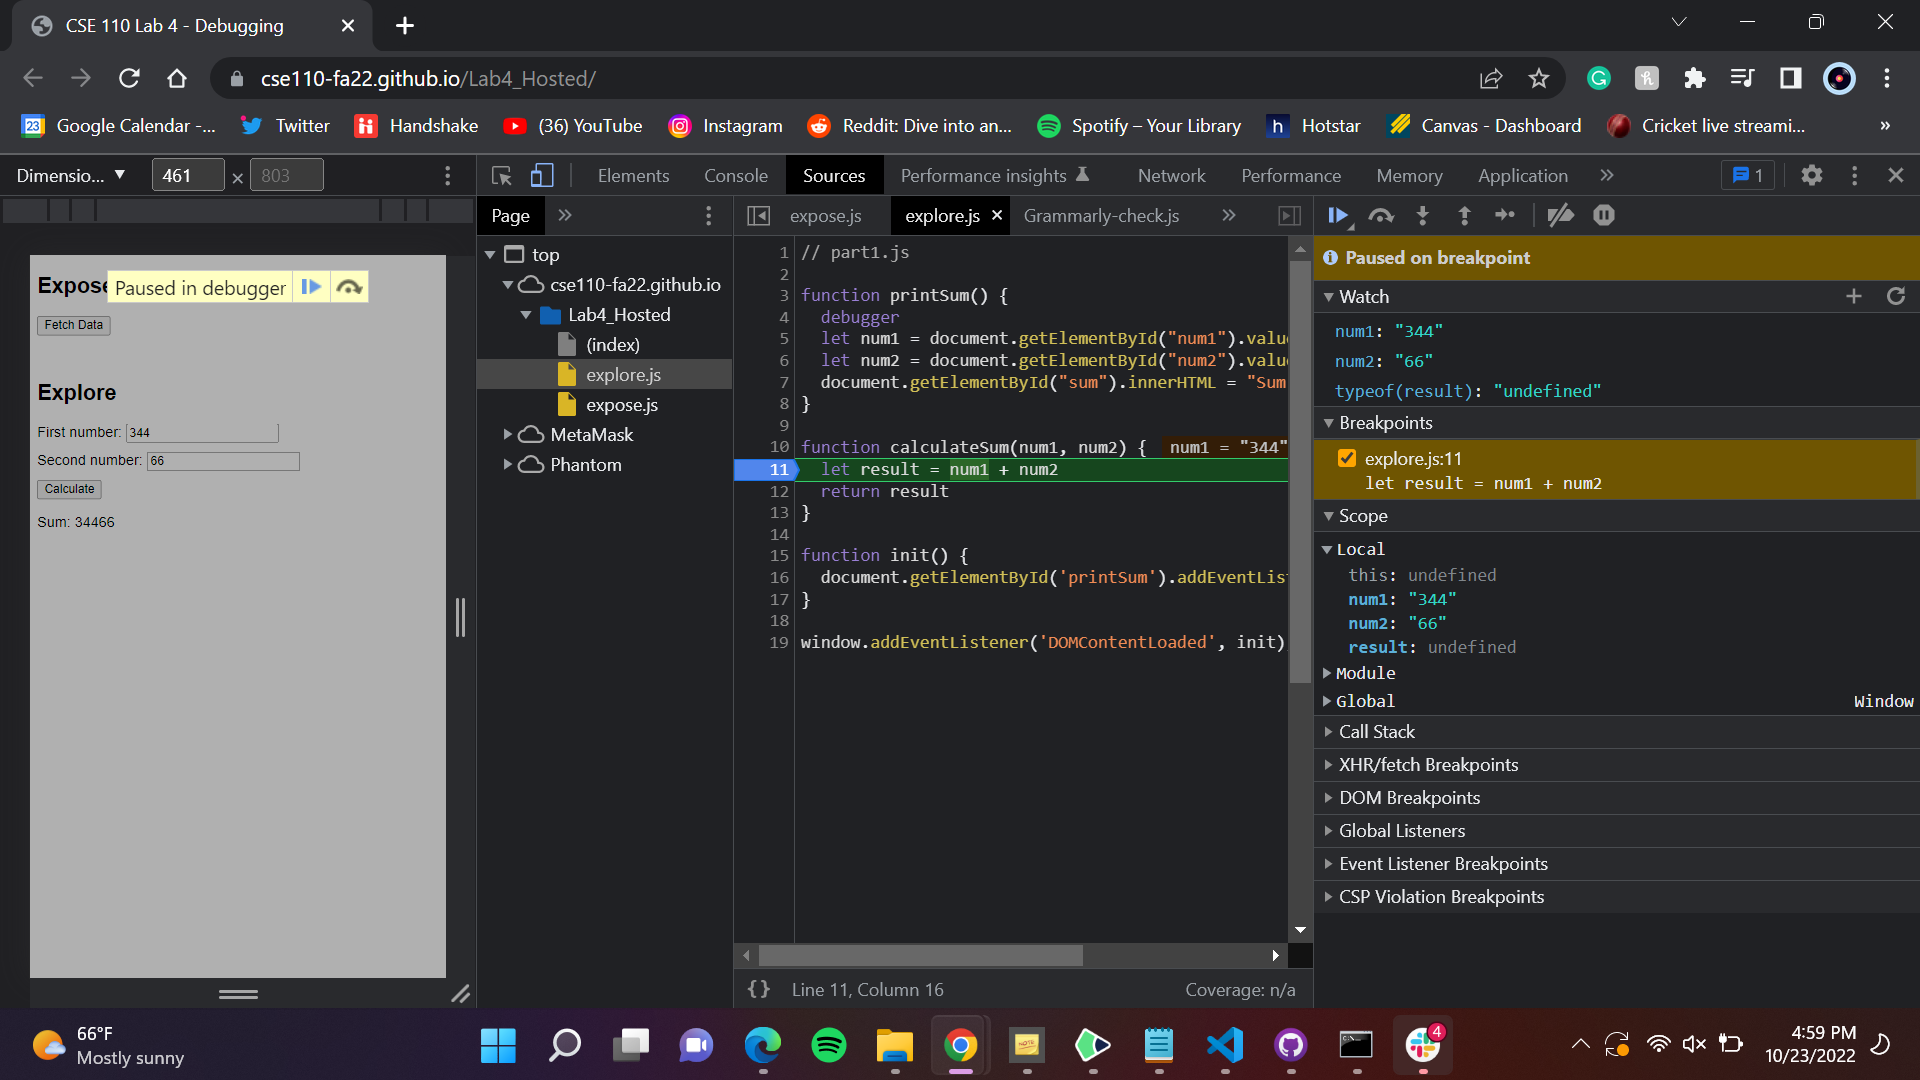 CSE 110 Lab 4 - Debugging
cse110-fa22.github.io/Lab4_Hosted/
Google Calendar -...
Twitter
Handshake
(36) YouTube
Instagram
Reddit: Dive into an...
Spotify – Your Library
Hotstar
Canvas - Dashboard
Cricket live streami...
Dimensio...
461 × 803
Elements
Console
Sources
Performance insights
Network
Performance
Memory
Application
1
Page
expose.js
explore.js
Grammarly-check.js
Expose
Paused in debugger
Fetch Data
Explore
First number: 344
Second number: 66
Calculate
Sum: 34466
top
cse110-fa22.github.io
Lab4_Hosted
(index)
explore.js
expose.js
MetaMask
Phantom
1 // part1.js
2
3 function printSum() {
4 debugger
5 let num1 = document.getElementById("num1").value
6 let num2 = document.getElementById("num2").value
7 document.getElementById("sum").innerHTML = "Sum
8 }
9
10 function calculateSum(num1, num2) { num1 = "344"
11 let result = num1 + num2
12 return result
13 }
14
15 function init() {
16 document.getElementById('printSum').addEventLis
17 }
18
19 window.addEventListener('DOMContentLoaded', init)
{} Line 11, Column 16
Coverage: n/a
Paused on breakpoint
Watch
num1: "344"
num2: "66"
typeof(result): "undefined"
Breakpoints
explore.js:11
let result = num1 + num2
Scope
Local
this: undefined
num1: "344"
num2: "66"
result: undefined
Module
Global Window
Call Stack
XHR/fetch Breakpoints
DOM Breakpoints
Global Listeners
Event Listener Breakpoints
CSP Violation Breakpoints
66°F
Mostly sunny
4
4:59 PM
10/23/2022